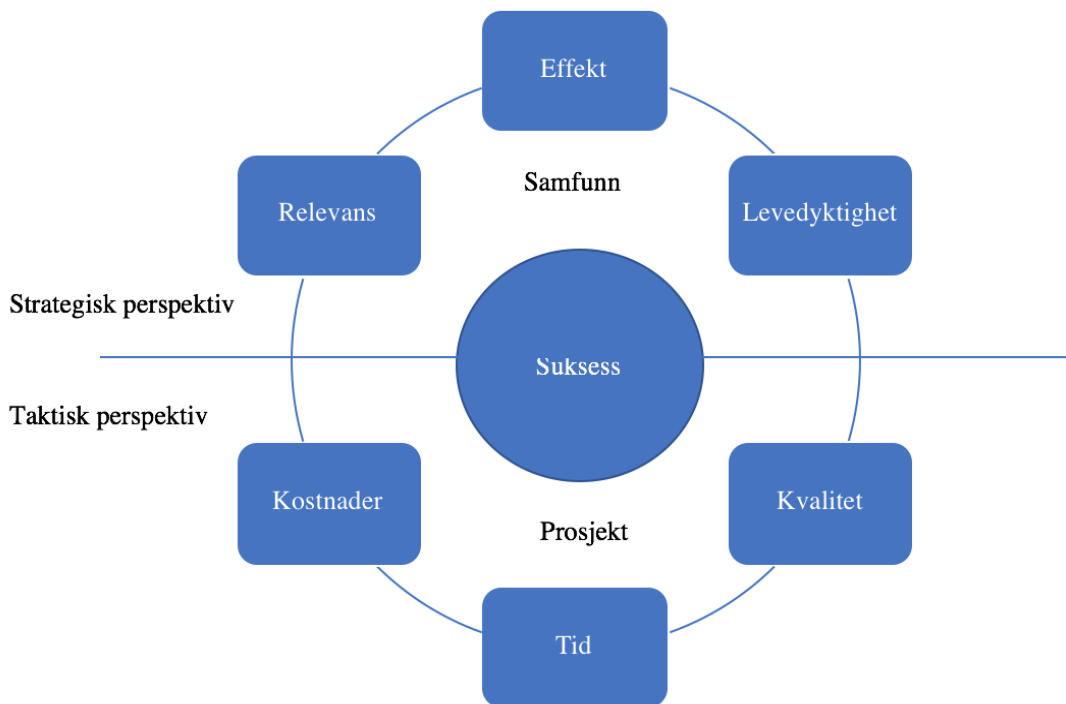 Effekt
Samfunn
Relevans
Levedyktighet
Strategisk perspektiv
Suksess
Taktisk perspektiv
Kostnader
Kvalitet
Prosjekt
Tid